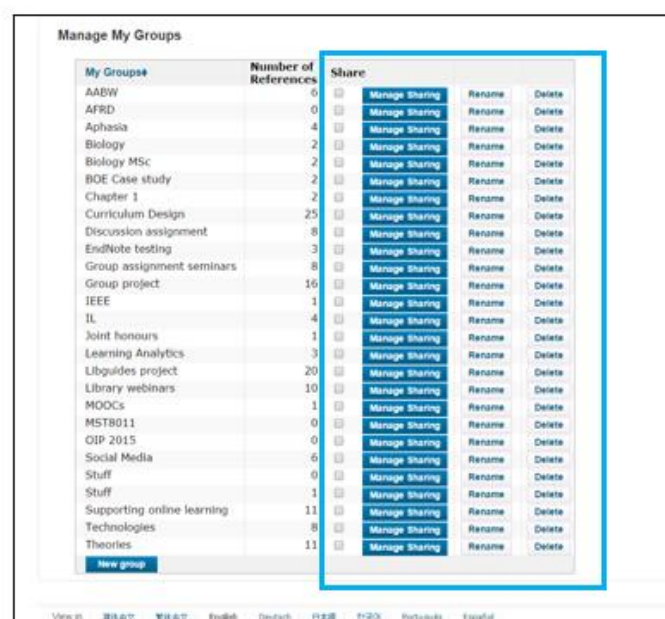 Manage My Groups
My Groups Number of References Share
AABW 6 Manage Sharing Rename Delete
AFRD 0 Manage Sharing Rename Delete
Aphasia 4 Manage Sharing Rename Delete
Biology 2 Manage Sharing Rename Delete
Biology MSc 2 Manage Sharing Rename Delete
BOE Case study 2 Manage Sharing Rename Delete
Chapter 1 2 Manage Sharing Rename Delete
Curriculum Design 25 Manage Sharing Rename Delete
Discussion assignment 8 Manage Sharing Rename Delete
EndNote testing 3 Manage Sharing Rename Delete
Group assignment seminars 8 Manage Sharing Rename Delete
Group project 16 Manage Sharing Rename Delete
IEEE 1 Manage Sharing Rename Delete
IL 4 Manage Sharing Rename Delete
Joint honours 1 Manage Sharing Rename Delete
Learning Analytics 3 Manage Sharing Rename Delete
Libguides project 20 Manage Sharing Rename Delete
Library webinars 10 Manage Sharing Rename Delete
MOOCs 1 Manage Sharing Rename Delete
MST8011 0 Manage Sharing Rename Delete
OIP 2015 0 Manage Sharing Rename Delete
Social Media 6 Manage Sharing Rename Delete
Stuff 0 Manage Sharing Rename Delete
Stuff 1 Manage Sharing Rename Delete
Supporting online learning 11 Manage Sharing Rename Delete
Technologies 8 Manage Sharing Rename Delete
Theories 11 Manage Sharing Rename Delete
New group
View in English Deutsch Português Español